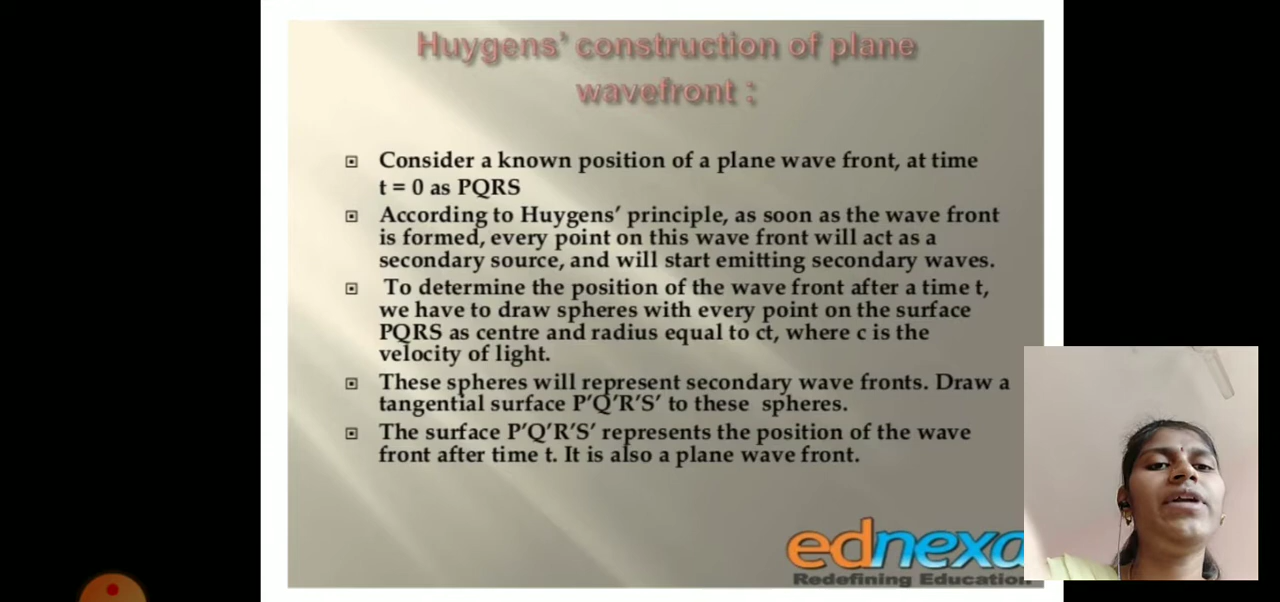 Huygens’ construction of plane
wavefront :
Consider a known position of a plane wave front, at time
t = 0 as PQRS
According to Huygens’ principle, as soon as the wave front
is formed, every point on this wave front will act as a
secondary source, and will start emitting secondary waves.
To determine the position of the wave front after a time t,
we have to draw spheres with every point on the surface
PQRS as centre and radius equal to ct, where c is the
velocity of light.
These spheres will represent secondary wave fronts. Draw a
tangential surface P’Q’R’S’ to these spheres.
The surface P’Q’R’S’ represents the position of the wave
front after time t. It is also a plane wave front.
ednexa
Redefining Education